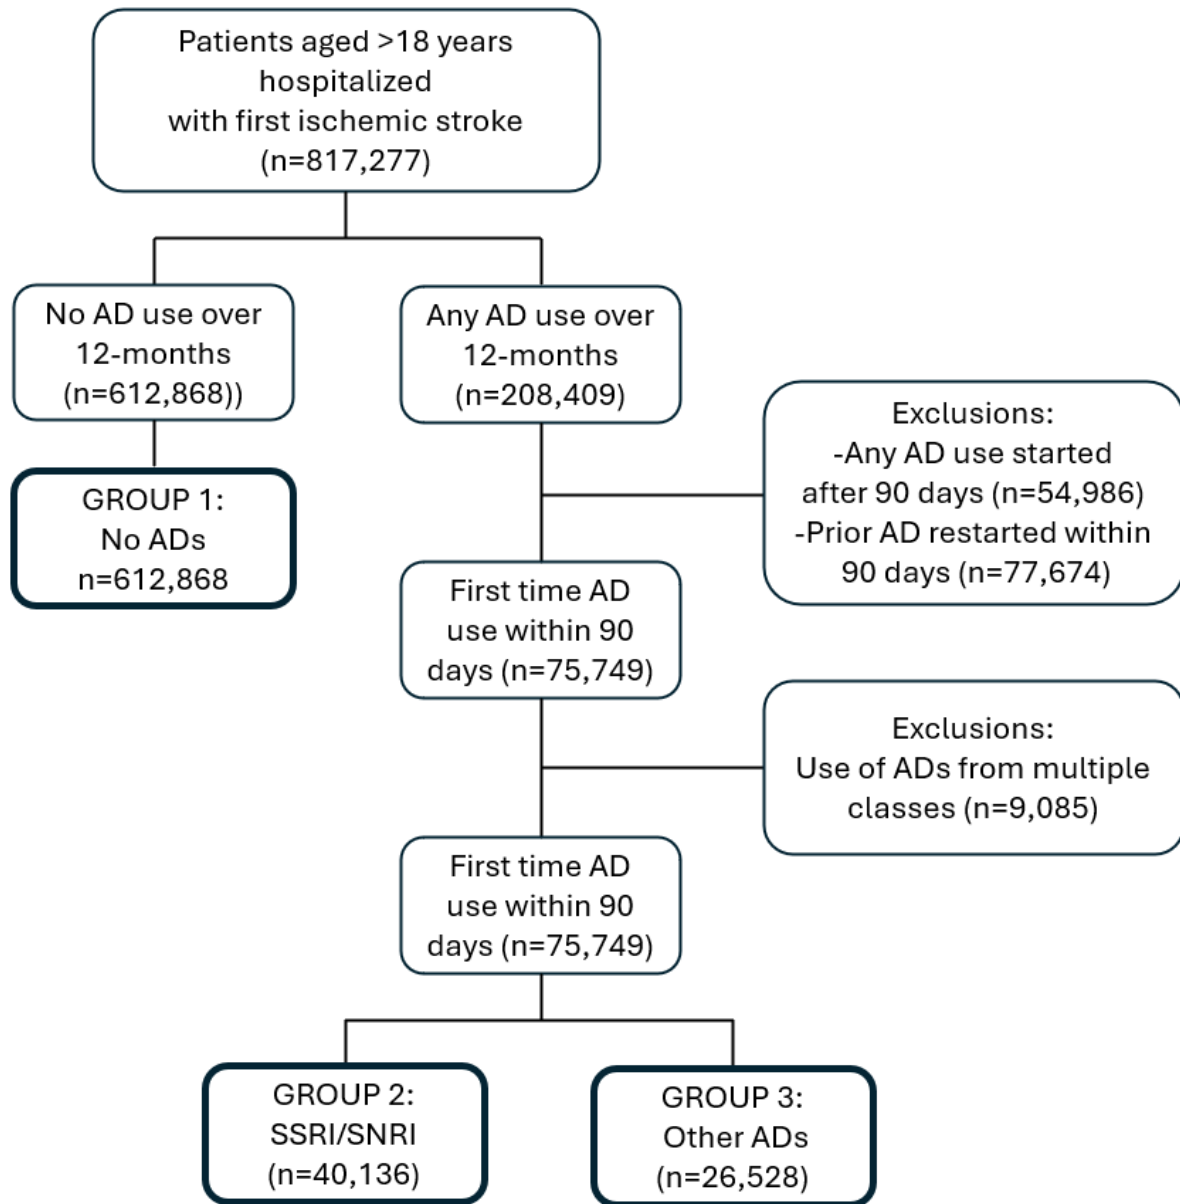 Patients aged >18 years
hospitalized
with first ischemic stroke
(n=817,277)
No AD use over
12-months
(n=612,868))
Any AD use over
12-months
(n=208,409)
GROUP 1:
No ADs
n=612,868
Exclusions:
-Any AD use started
after 90 days (n=54,986)
-Prior AD restarted within
90 days (n=77,674)
First time AD
use within 90
days (n=75,749)
Exclusions:
Use of ADs from multiple
classes (n=9,085)
First time AD
use within 90
days (n=75,749)
GROUP 2:
SSRI/SNRI
(n=40,136)
GROUP 3:
Other ADs
(n=26,528)